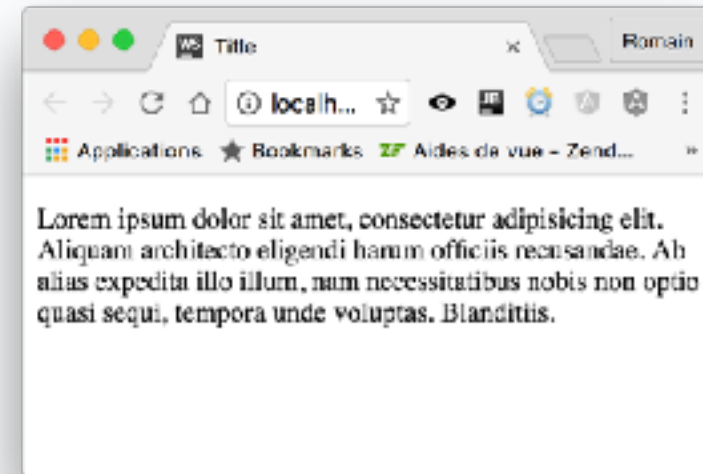 WS Title × Romain
localh...
Applications Bookmarks ZF Aides de vue – Zend... »
Lorem ipsum dolor sit amet, consectetur adipisicing elit.
Aliquam architecto eligendi harum officiis recusandae. Ab
alias expedita illo illum, nam necessitatibus nobis non optio
quasi sequi, tempora unde voluptas. Blanditiis.